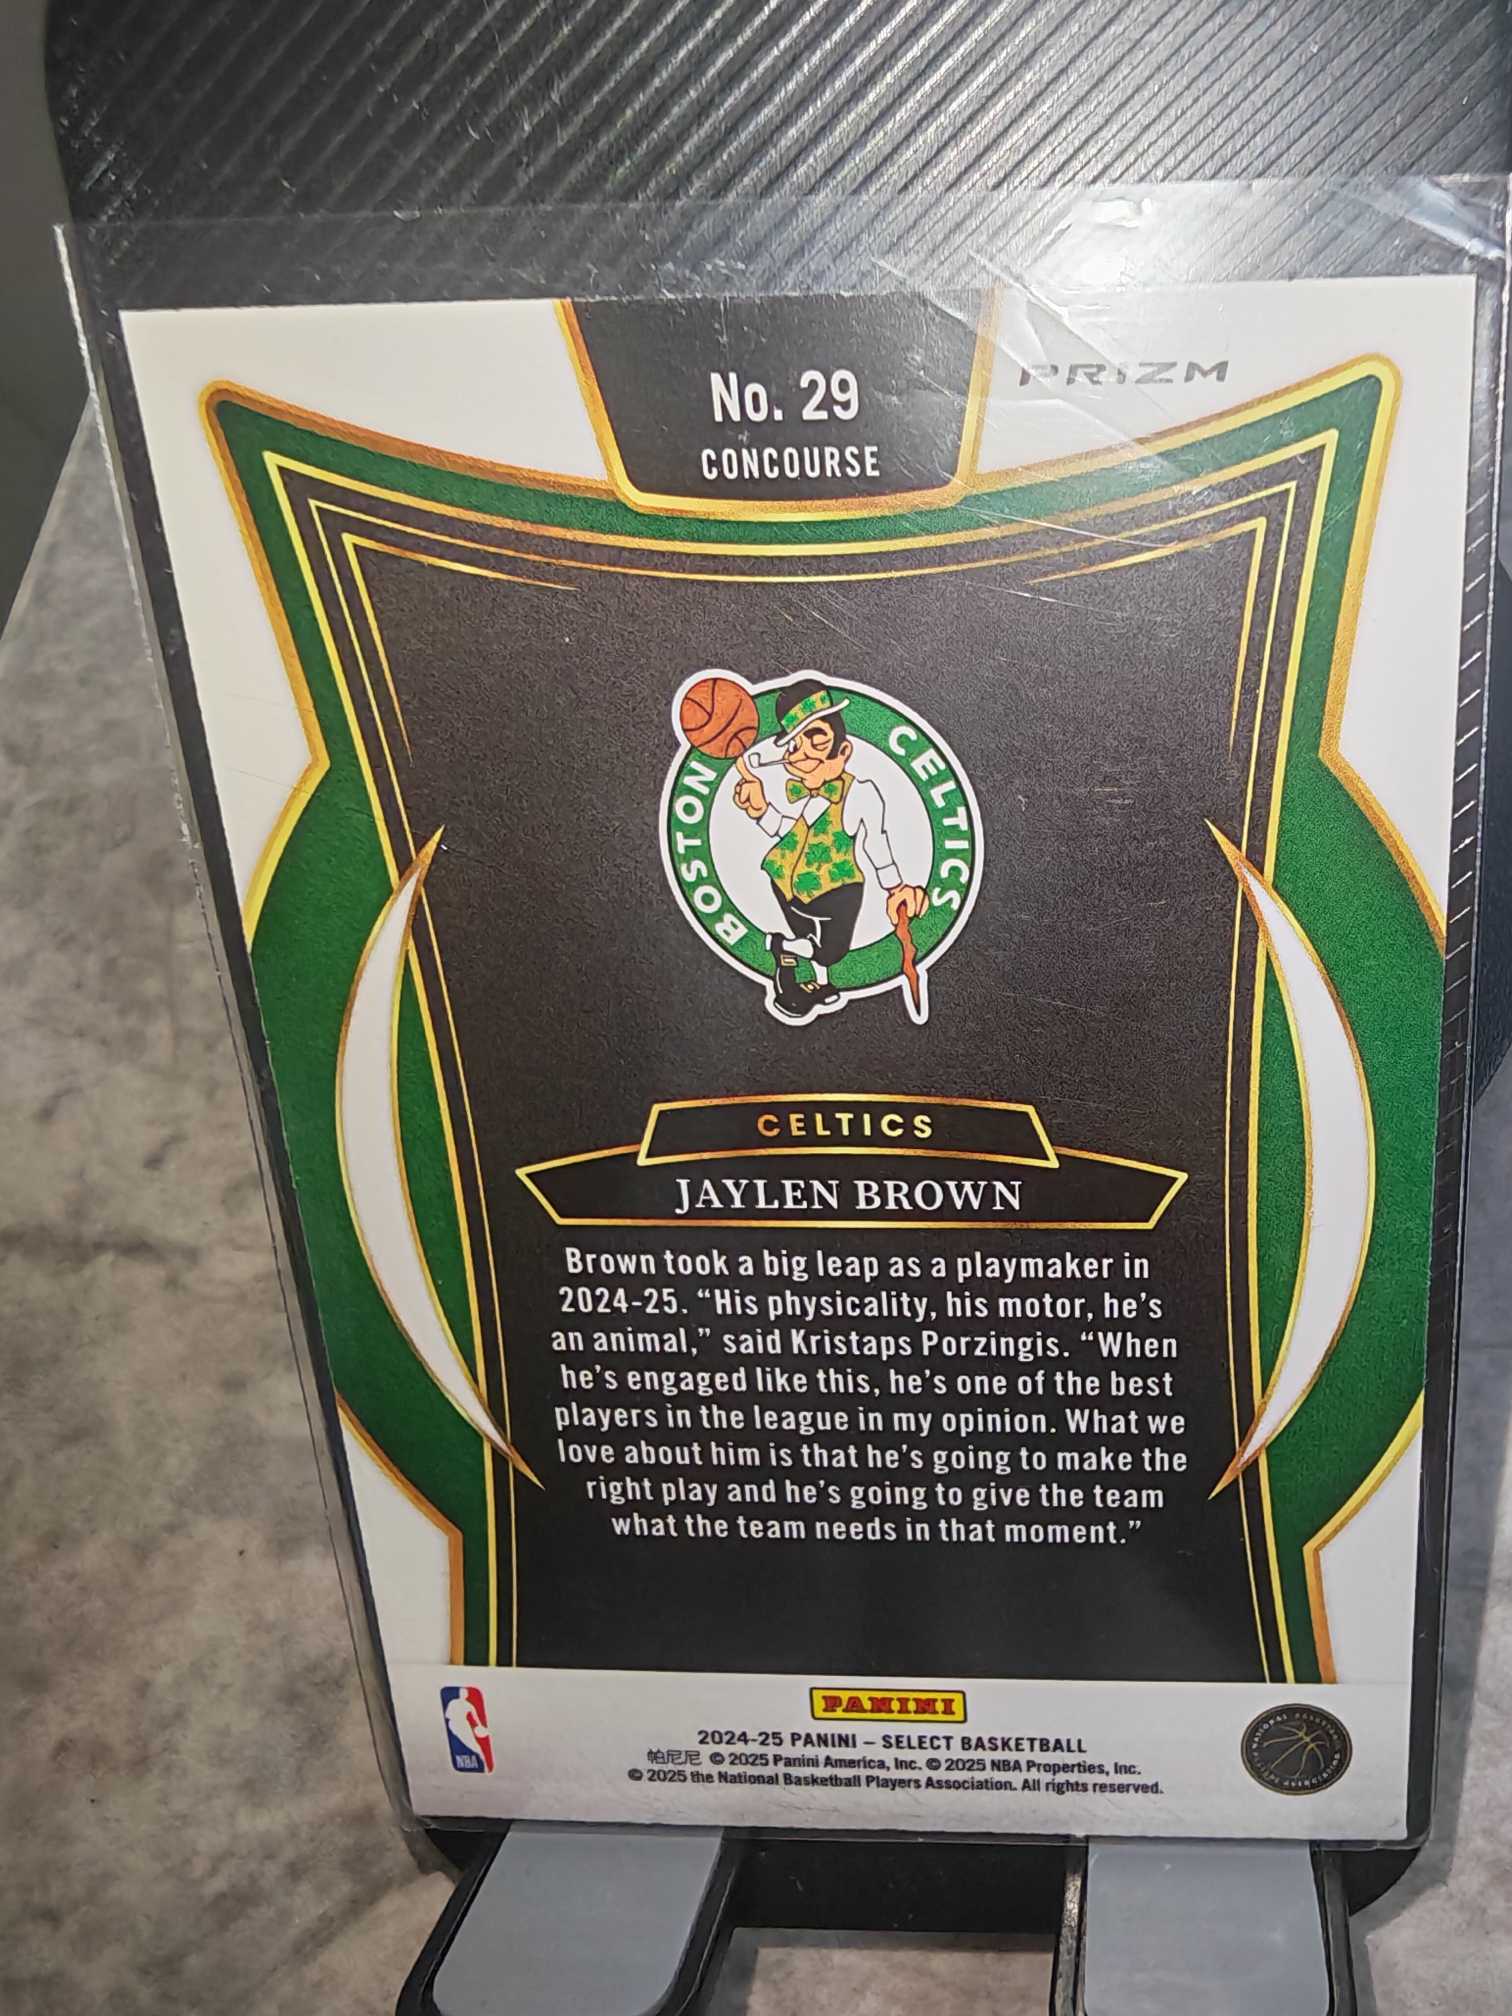 No. 29
CONCOURSE
PRIZM
BOSTON CELTICS
CELTICS
JAYLEN BROWN
Brown took a big leap as a playmaker in
2024-25. “His physicality, his motor, he’s
an animal,” said Kristaps Porzingis. “When
he’s engaged like this, he’s one of the best
players in the league in my opinion. What we
love about him is that he’s going to make the
right play and he’s going to give the team
what the team needs in that moment.”
NBA
PANINI
2024-25 PANINI – SELECT BASKETBALL
帕尼尼 © 2025 Panini America, Inc. © 2025 NBA Properties, Inc.
© 2025 the National Basketball Players Association. All rights reserved.
NATIONAL BASKETBALL PLAYERS ASSOCIATION